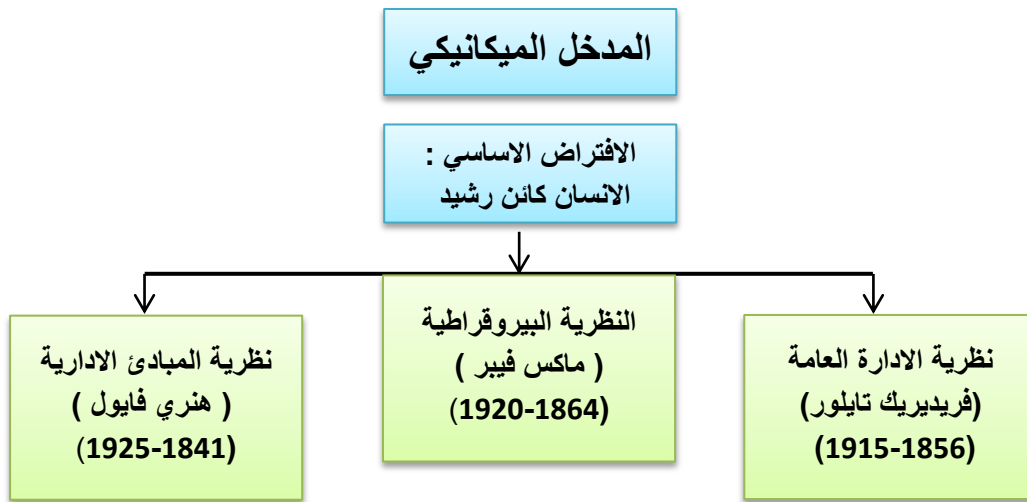 المدخل الميكانيكي
الافتراض الاساسي :
الانسان كائن رشيد
نظرية الادارة العامة
(فريديريك تايلور)
(1915-1856)
النظرية البيروقراطية
( ماكس فيبر )
(1920-1864)
نظرية المبادئ الادارية
( هنري فايول )
(1925-1841)